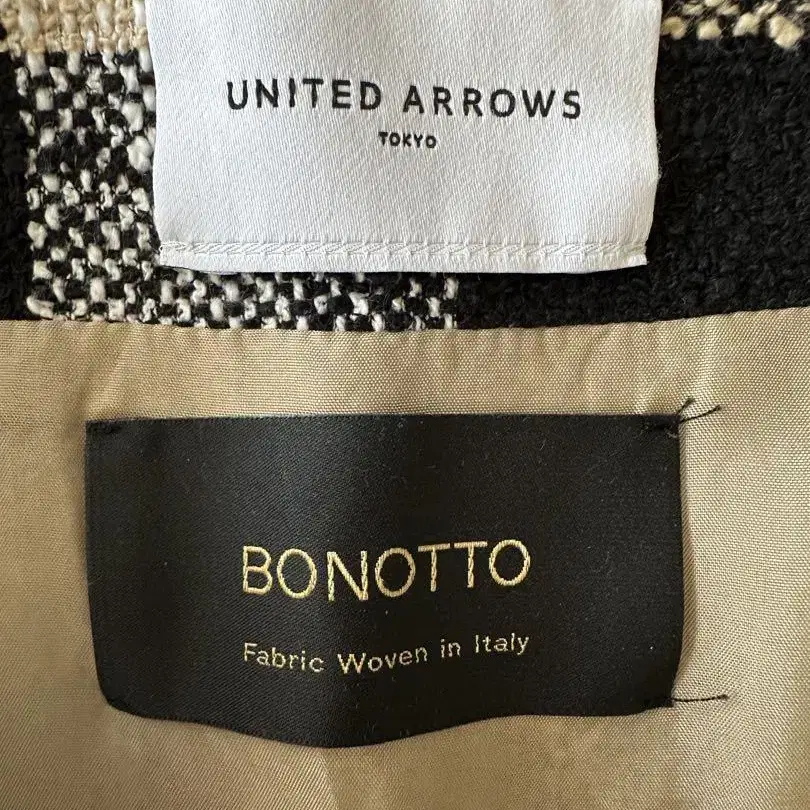 UNITED ARROWS
TOKYO
BONOTTO
Fabric Woven in Italy